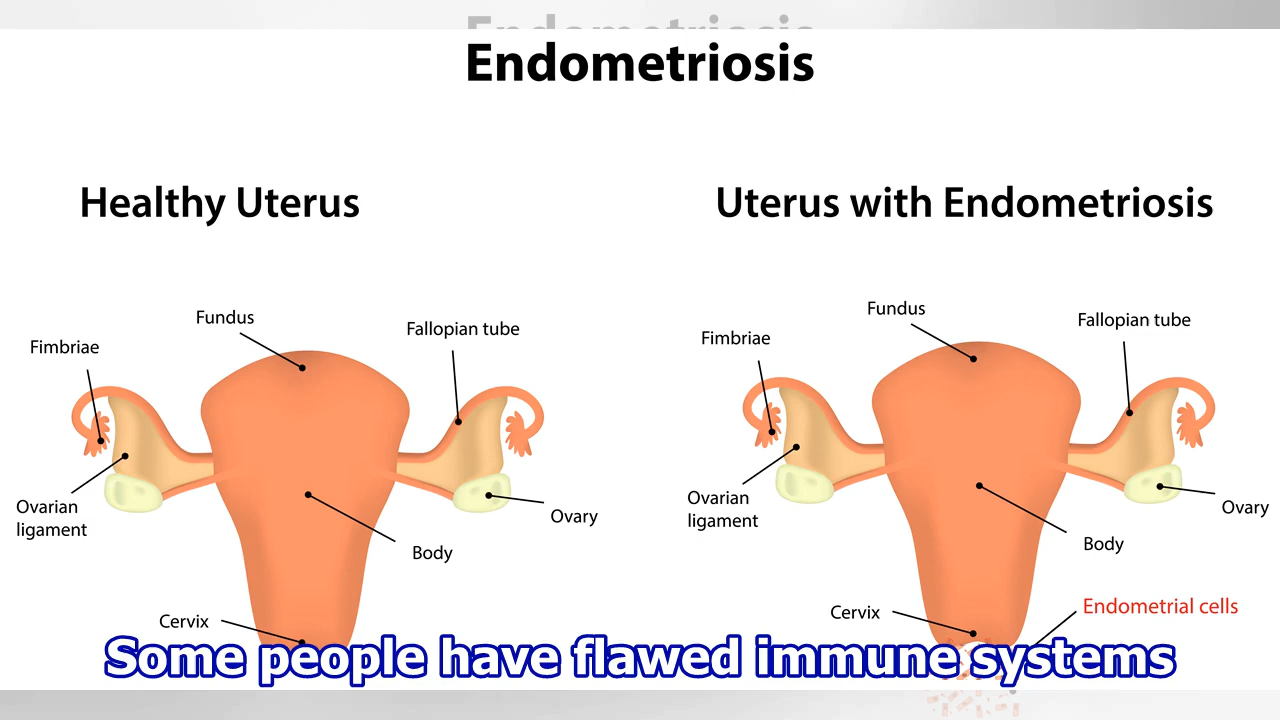 Endometriosis
Endometriosis
Healthy Uterus
Uterus with Endometriosis
Fundus
Fallopian tube
Fimbriae
Ovarian
ligament
Ovary
Body
Cervix
Fundus
Fallopian tube
Fimbriae
Ovarian
ligament
Ovary
Body
Cervix
Endometrial cells
Some people have flawed immune systems